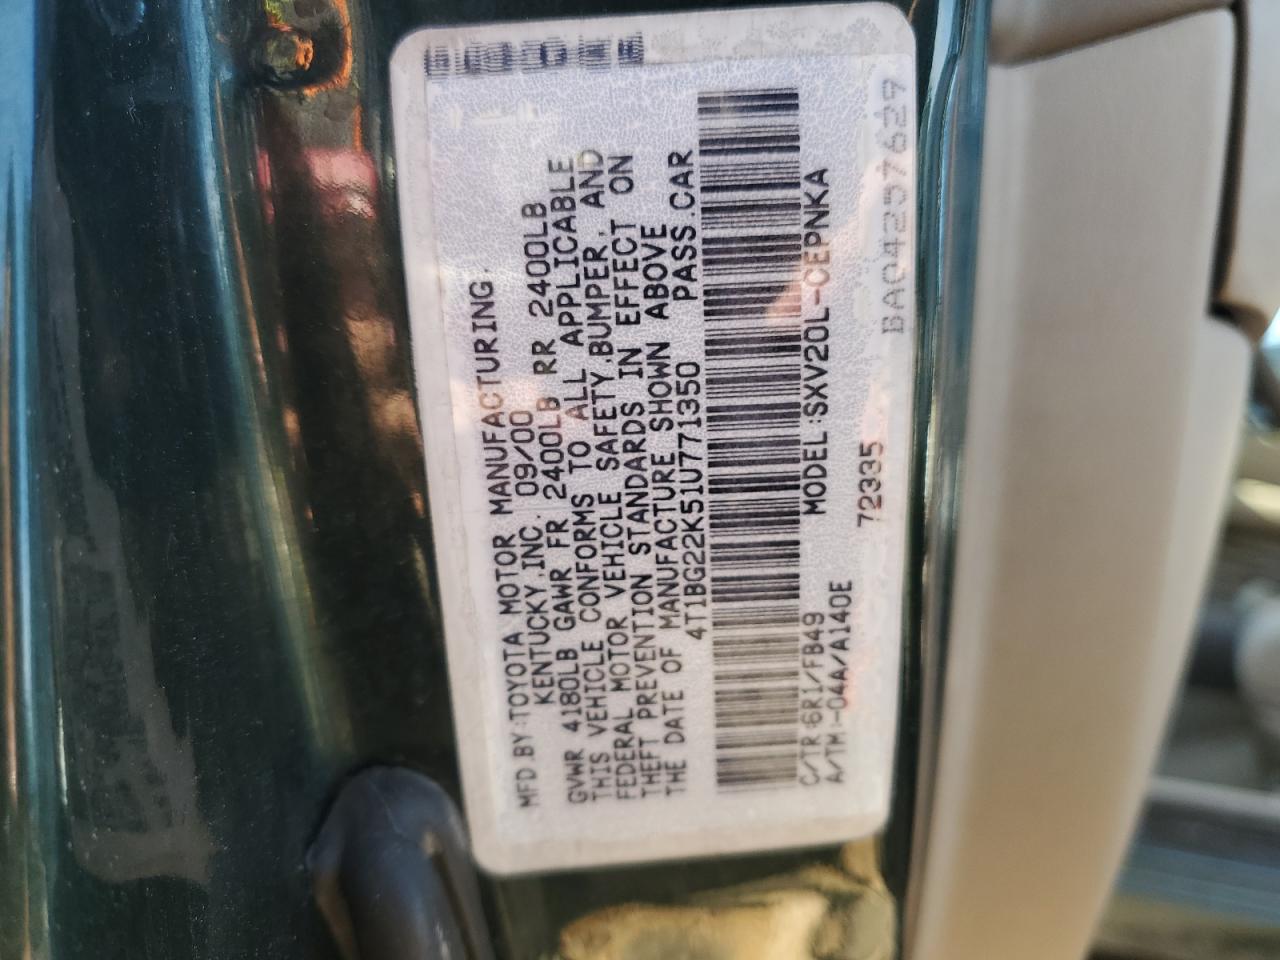 MFD.BY:TOYOTA MOTOR MANUFACTURING,
KENTUCKY,INC. 09/00
GVWR 4180LB GAWR FR 2400LB RR 2400LB
THIS VEHICLE CONFORMS TO ALL APPLICABLE
FEDERAL MOTOR VEHICLE SAFETY,BUMPER, AND
THEFT PREVENTION STANDARDS IN EFFECT ON
THE DATE OF MANUFACTURE SHOWN ABOVE
4T1BG22K51U771350 PASS.CAR
C/TR:6R1/FB49 MODEL:SXV20L-CEPNKA
A/TM-04A/A140E 72335
BA04257629